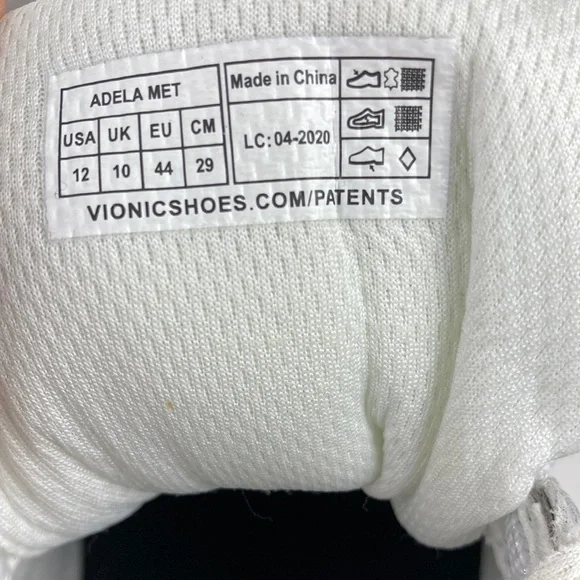 ADELA MET
USA UK EU CM
12 10 44 29
Made in China
LC: 04-2020
VIONICSHOES.COM/PATENTS